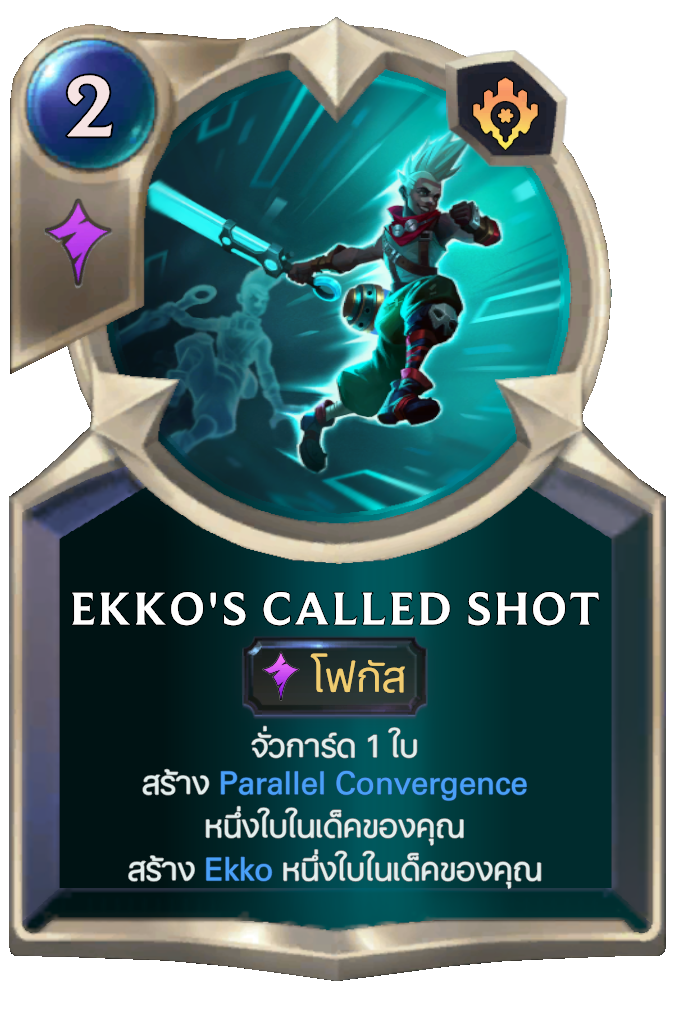 2
EKKO'S CALLED SHOT
โฟกัส
จั่วการ์ด 1 ใบ
สร้าง Parallel Convergence
หนึ่งใบในเด็คของคุณ
สร้าง Ekko หนึ่งใบในเด็คของคุณ